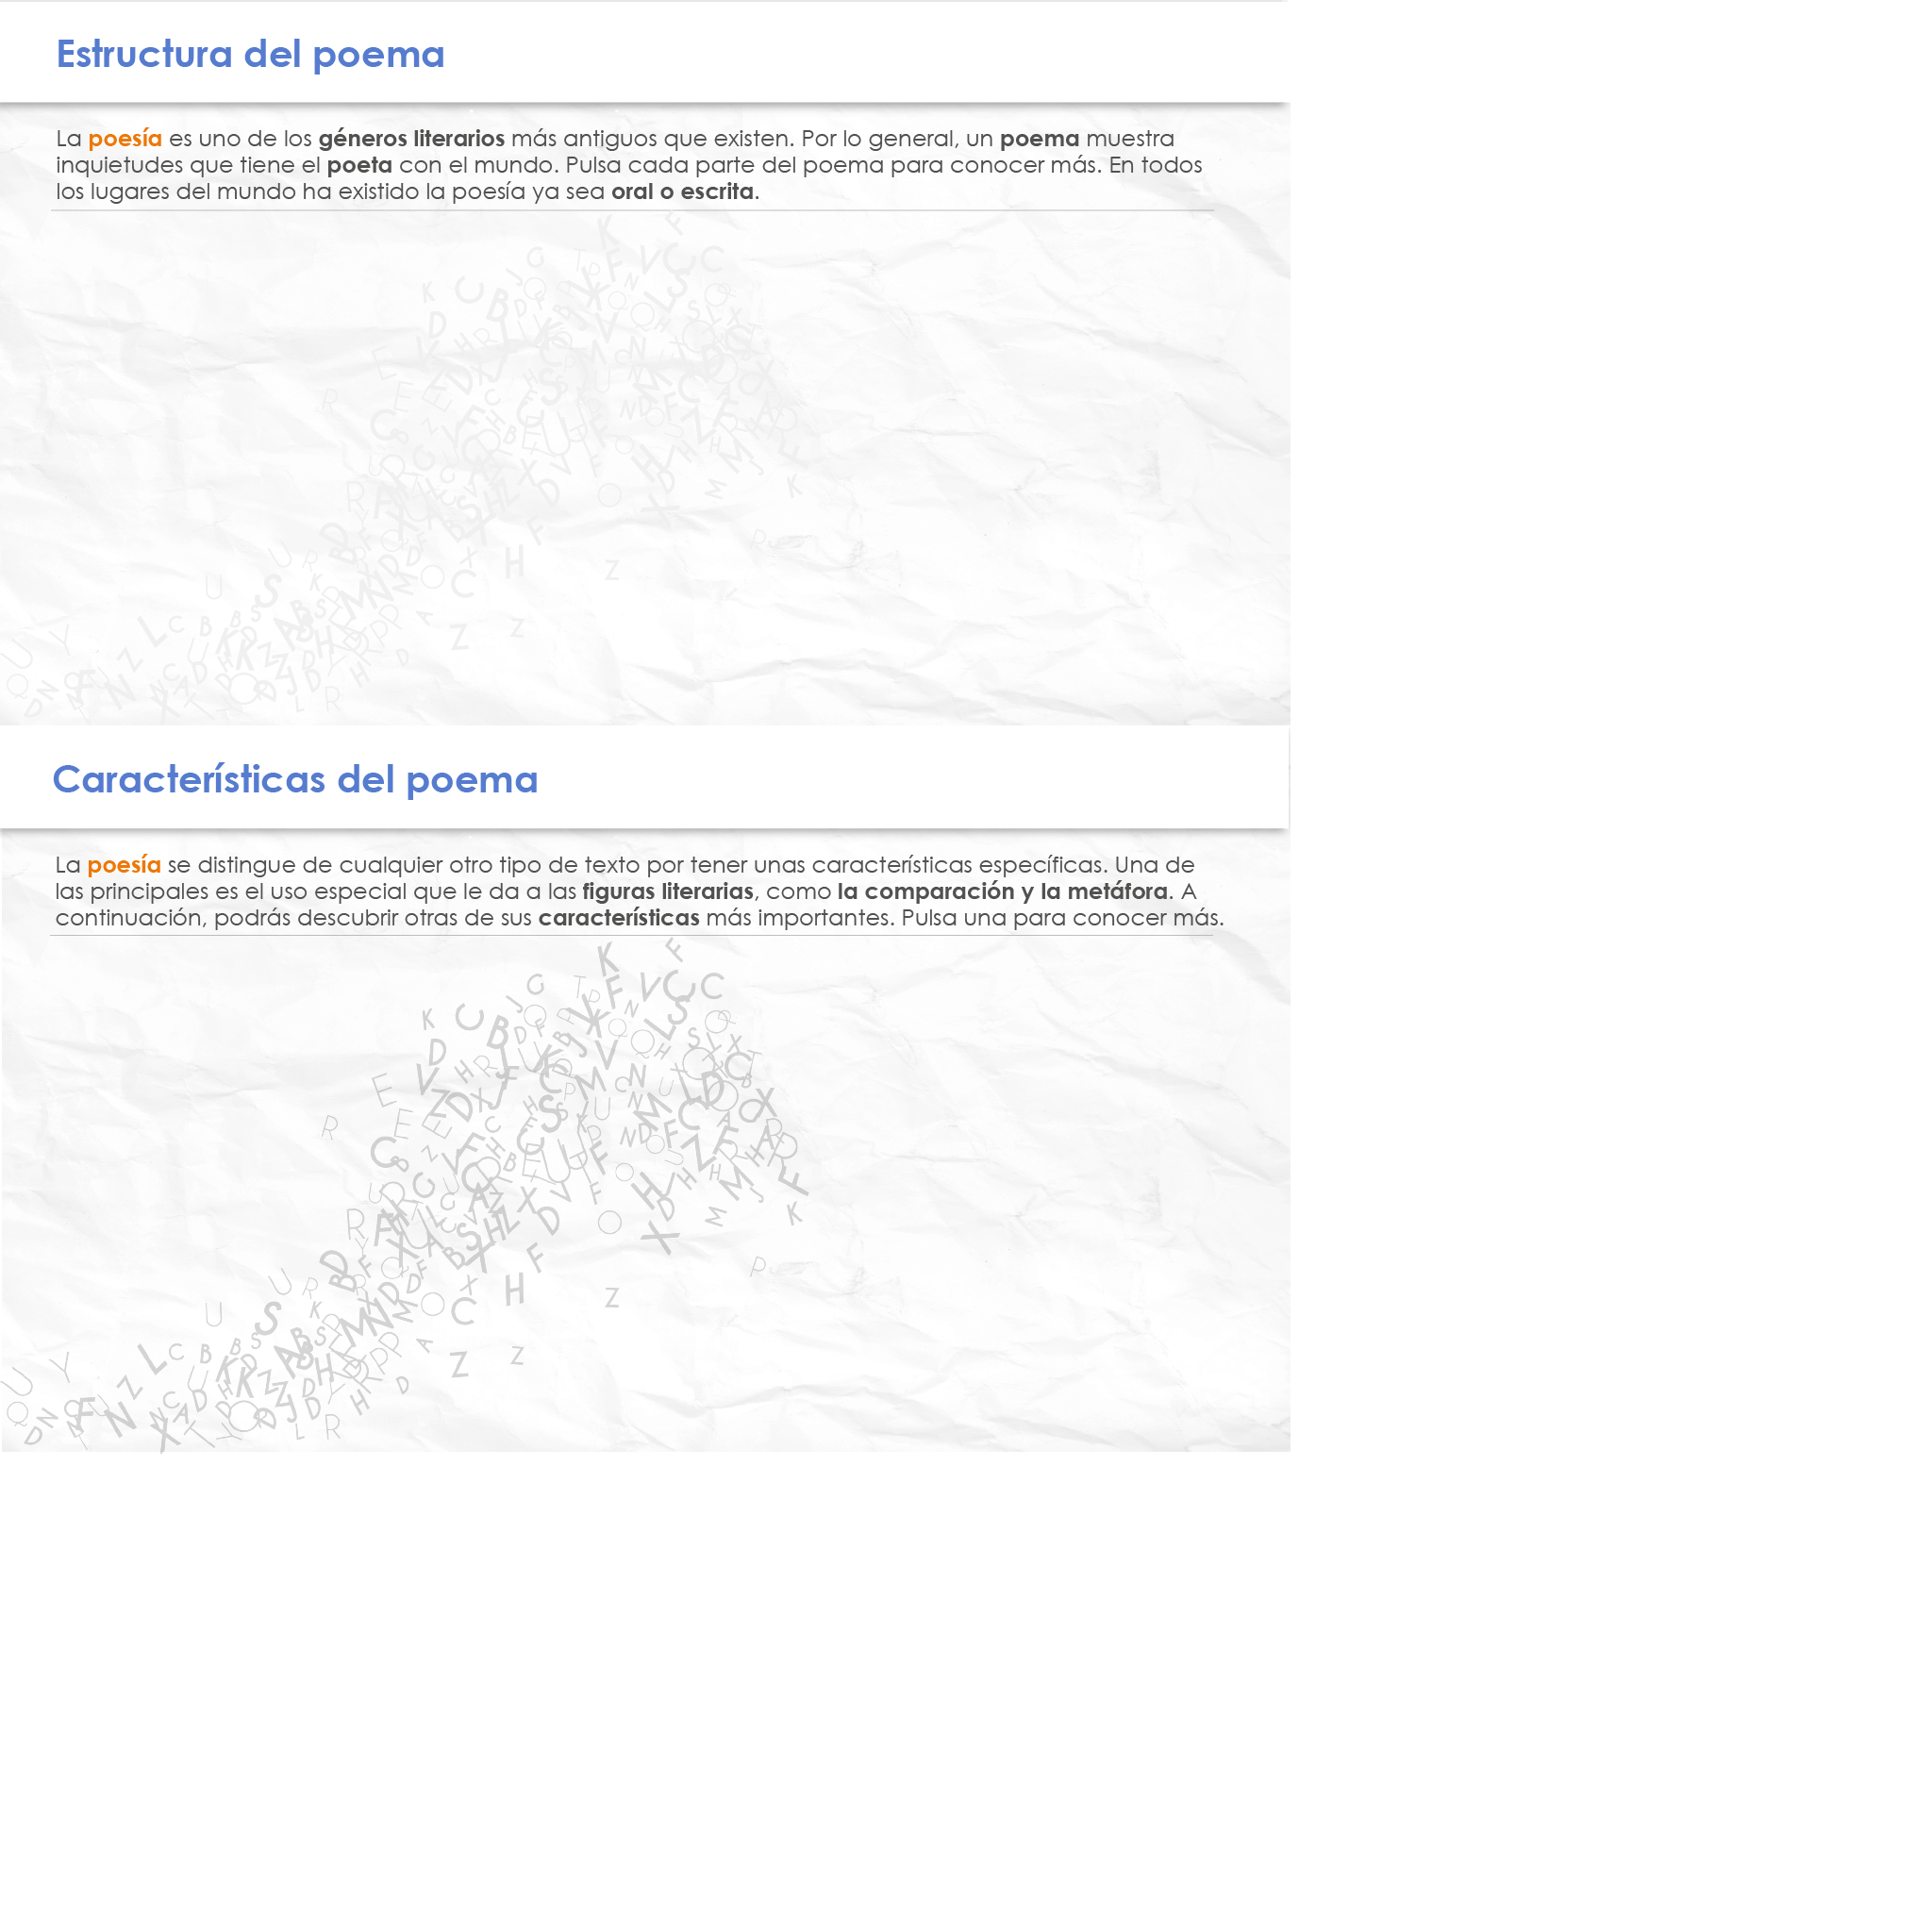 Estructura del poema
La poesía es uno de los géneros literarios más antiguos que existen. Por lo general, un poema muestra
inquietudes que tiene el poeta con el mundo. Pulsa cada parte del poema para conocer más. En todos
los lugares del mundo ha existido la poesía ya sea oral o escrita.
Características del poema
La poesía se distingue de cualquier otro tipo de texto por tener unas características específicas. Una de
las principales es el uso especial que le da a las figuras literarias, como la comparación y la metáfora. A
continuación, podrás descubrir otras de sus características más importantes. Pulsa una para conocer más.